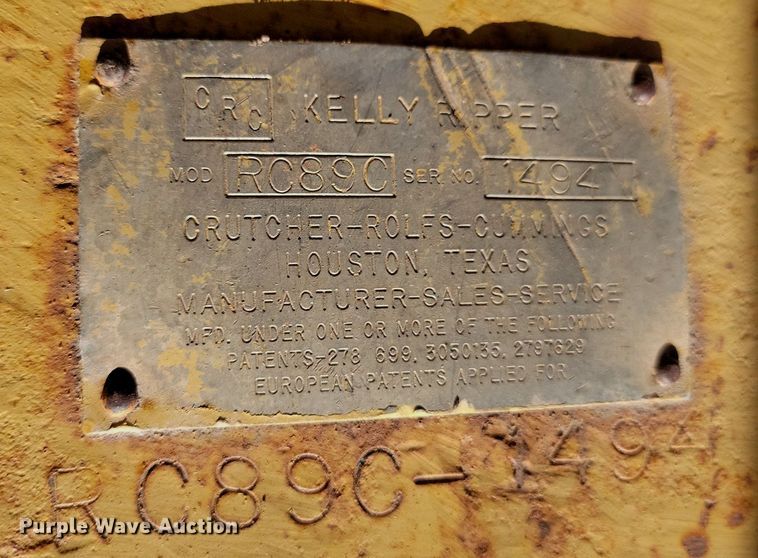 CRC KELLY RIPPER
MOD RC89C SER. NO. 1494
CRUTCHER-ROLFS-CUMMINGS
HOUSTON, TEXAS
MANUFACTURER-SALES-SERVICE
MFD. UNDER ONE OR MORE OF THE FOLLOWING
PATENTS-278 699, 3050135, 2797629
EUROPEAN PATENTS APPLIED FOR
RC89C-1494
Purple Wave Auction